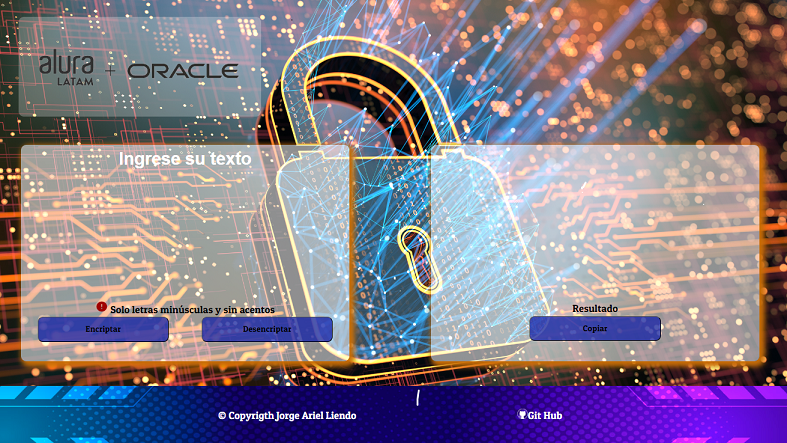 alura
LATAM
+
ORACLE
Ingrese su texto
! Solo letras minúsculas y sin acentos
Encriptar
Desencriptar
Resultado
Copiar
© Copyrigth Jorge Ariel Liendo
Git Hub